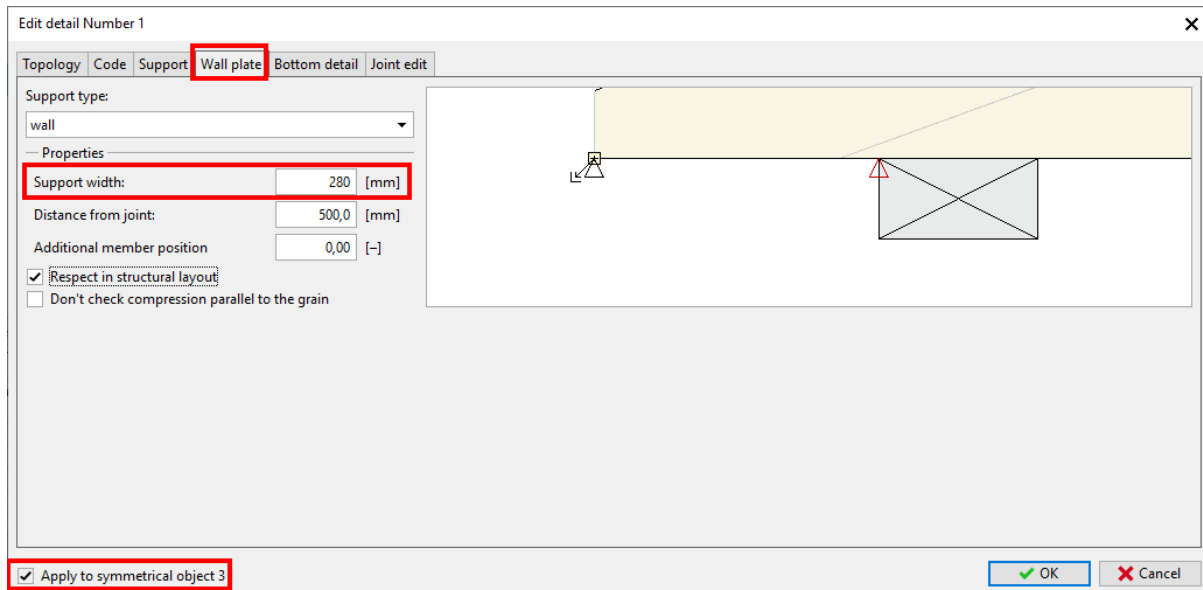 Edit detail Number 1
Topology Code Support Wall plate Bottom detail Joint edit
Support type:
wall
Properties
Support width: 280 [mm]
Distance from joint: 500,0 [mm]
Additional member position 0,00 [–]
Respect in structural layout
Don't check compression parallel to the grain
Apply to symmetrical object 3
OK Cancel